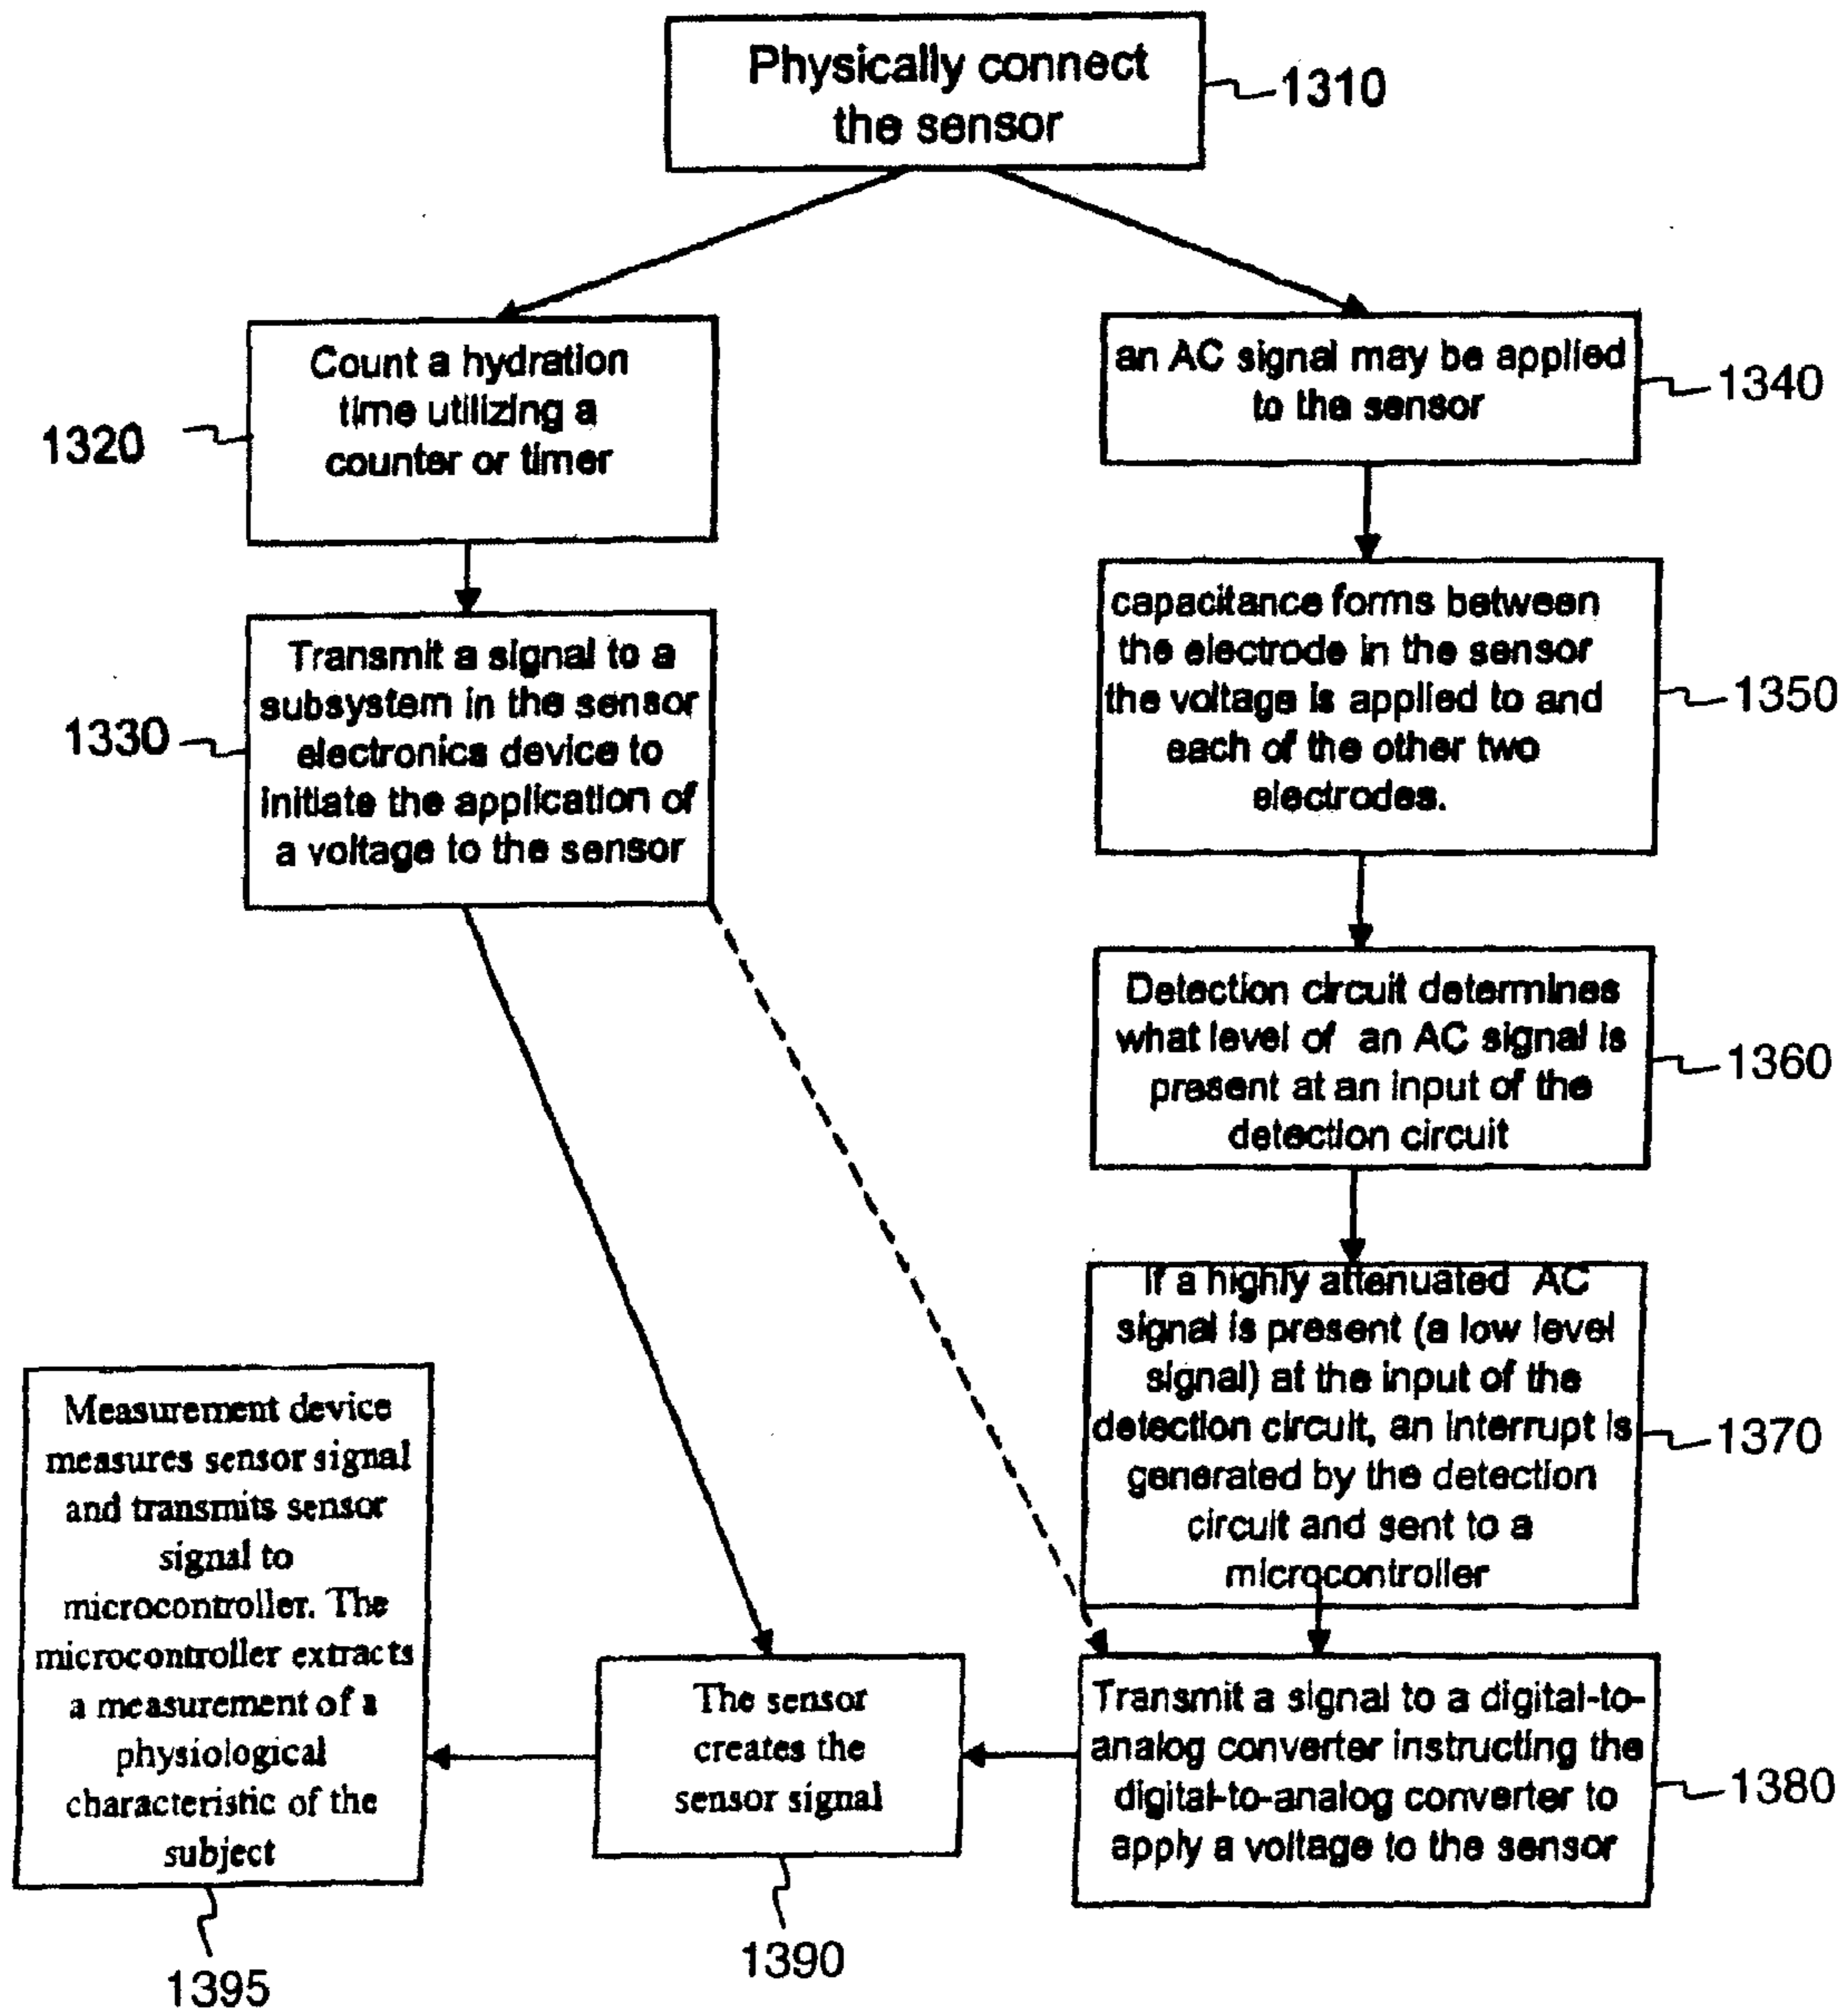 Physically connect
the sensor
1310
Count a hydration
time utilizing a
counter or timer
1320
an AC signal may be applied
to the sensor
1340
Transmit a signal to a
subsystem in the sensor
electronics device to
initiate the application of
a voltage to the sensor
1330
capacitance forms between
the electrode in the sensor
the voltage is applied to and
each of the other two
electrodes.
1350
Detection circuit determines
what level of an AC signal is
present at an input of the
detection circuit
1360
If a highly attenuated AC
signal is present (a low level
signal) at the input of the
detection circuit, an interrupt is
generated by the detection
circuit and sent to a
microcontroller
1370
Transmit a signal to a digital-to-
analog converter instructing the
digital-to-analog converter to
apply a voltage to the sensor
1380
The sensor
creates the
sensor signal
1390
Measurement device
measures sensor signal
and transmits sensor
signal to
microcontroller. The
microcontroller extracts
a measurement of a
physiological
characteristic of the
subject
1395